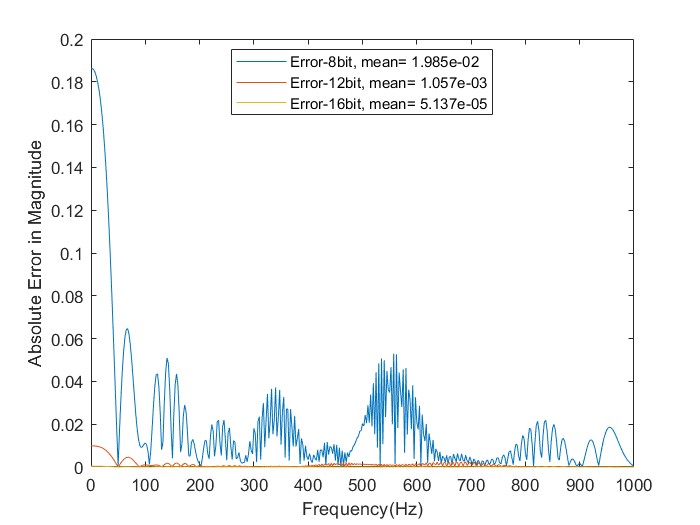 0.2
Error-8bit, mean= 1.985e-02
0.18
Error-12bit, mean= 1.057e-03
Error-16bit, mean= 5.137e-05
0.16
0.14
0.12
0.1
0.08
0.06
0.04
0.02
0
Absolute Error in Magnitude
0 100 200 300 400 500 600 700 800 900 1000
Frequency(Hz)